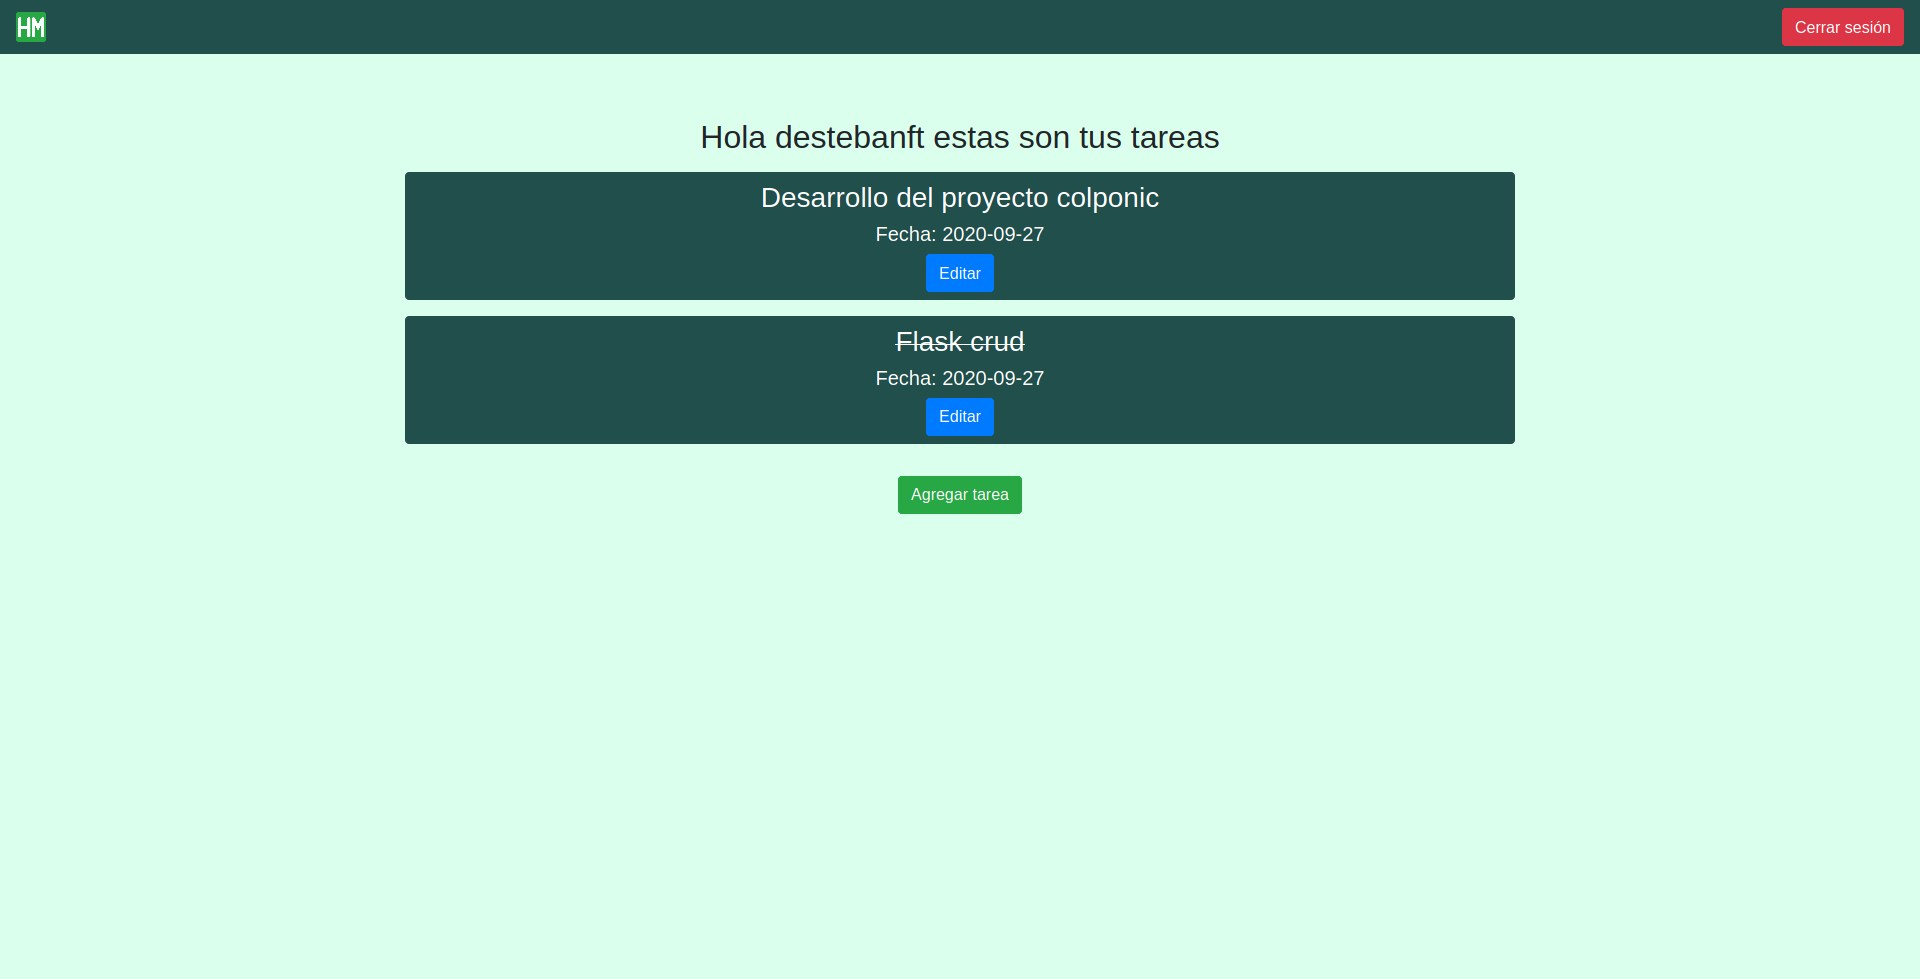 HM
Cerrar sesión
Hola destebanft estas son tus tareas
Desarrollo del proyecto colponic
Fecha: 2020-09-27
Editar
Flask crud
Fecha: 2020-09-27
Editar
Agregar tarea